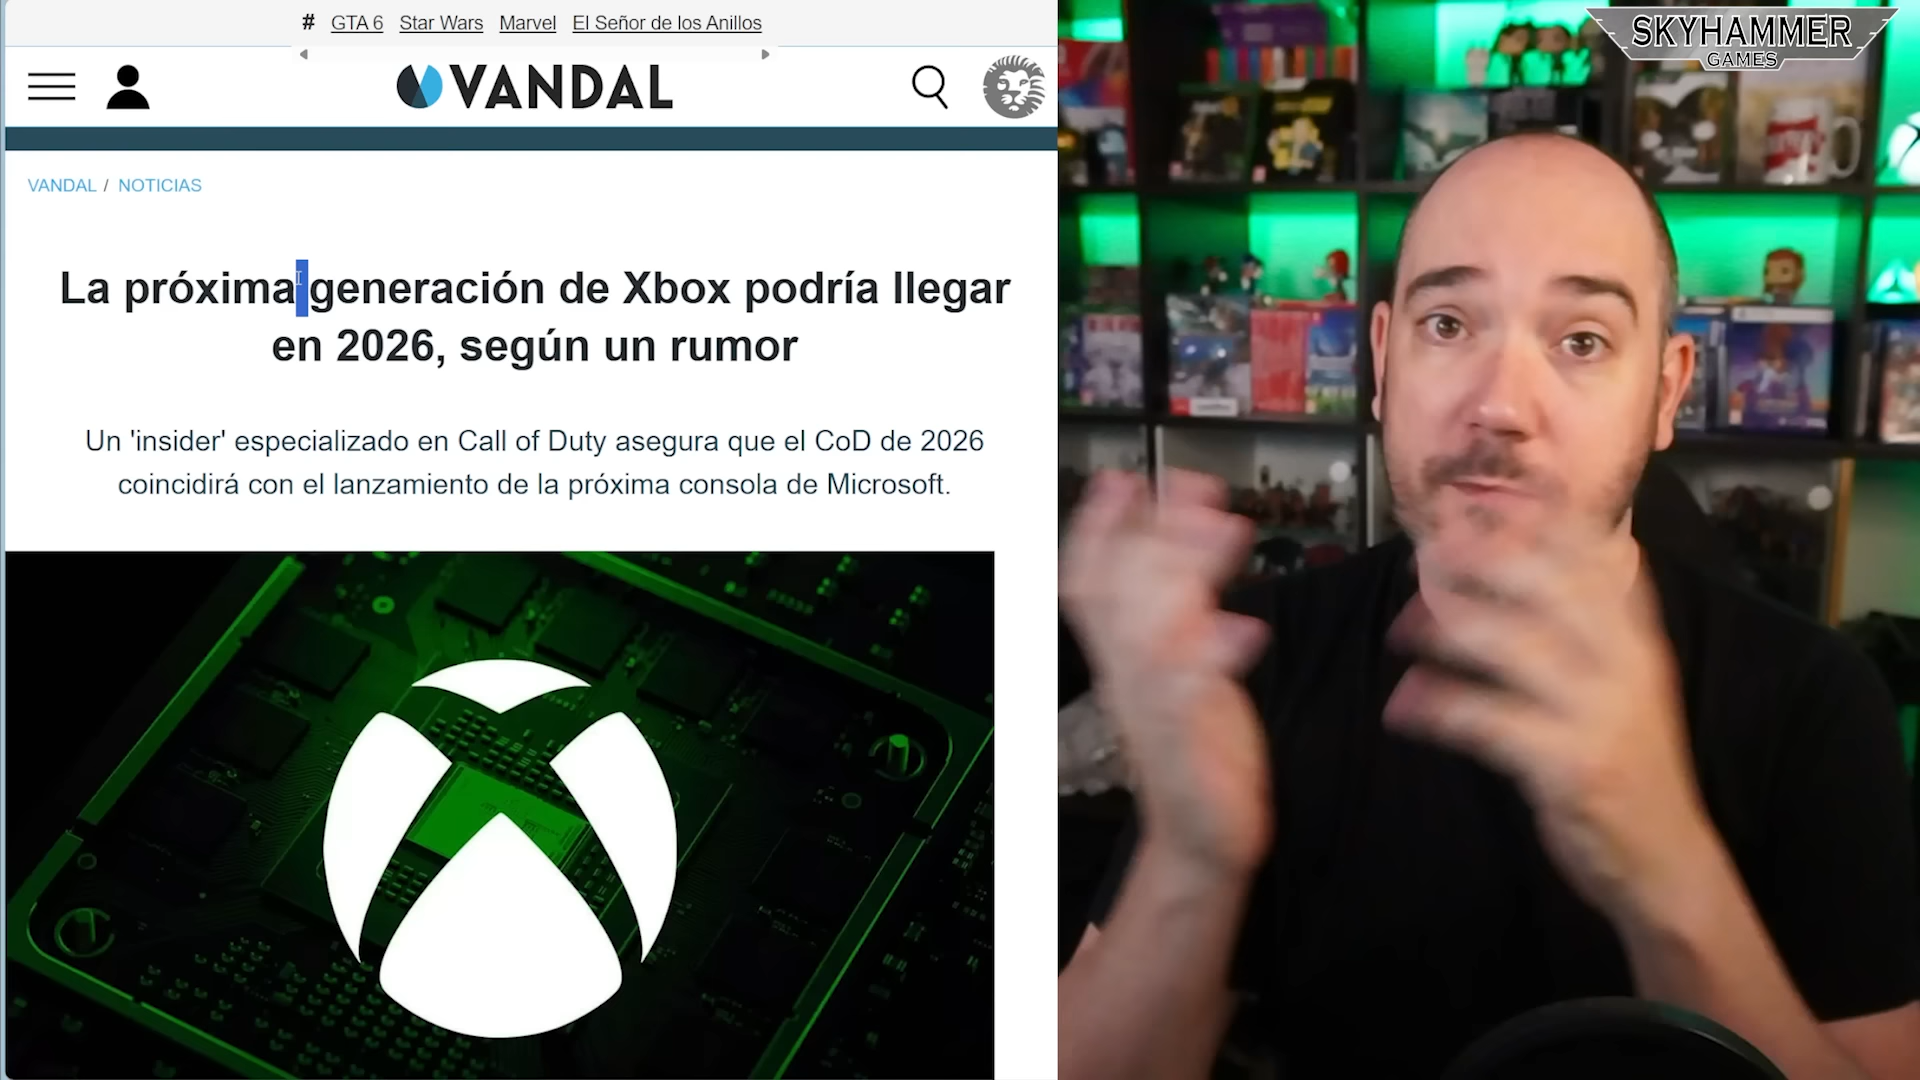 # GTA 6 Star Wars Marvel El Señor de los Anillos
VANDAL
VANDAL / NOTICIAS
La próxima generación de Xbox podría llegar
en 2026, según un rumor
Un 'insider' especializado en Call of Duty asegura que el CoD de 2026
coincidirá con el lanzamiento de la próxima consola de Microsoft.
SKYHAMMER
GAMES